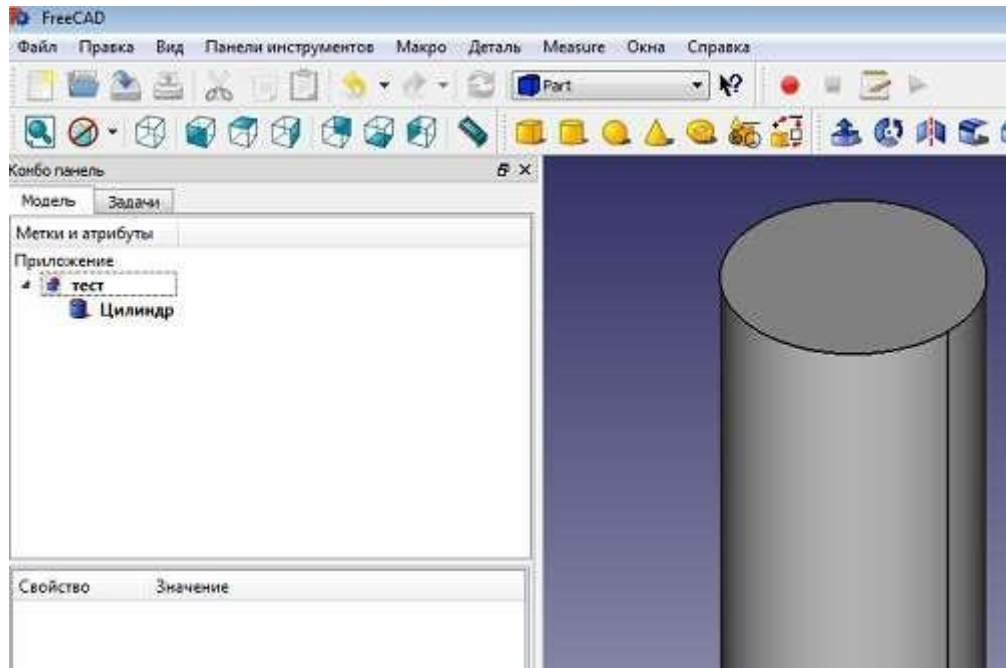 FreeCAD
Файл Правка Вид Панели инструментов Макро Деталь Measure Окна Справка
Part
Комбо панель
Модель Задачи
Метки и атрибуты
Приложение
тест
Цилиндр
Свойство Значение